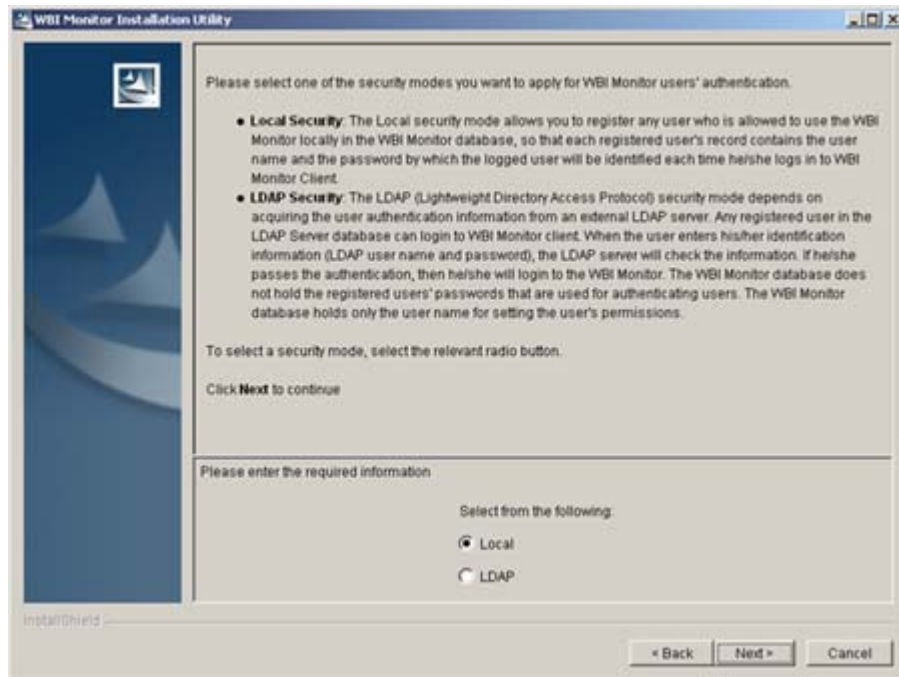 WBI Monitor Installation Utility
Please select one of the security modes you want to apply for WBI Monitor users' authentication.
● Local Security: The Local security mode allows you to register any user who is allowed to use the WBI
Monitor locally in the WBI Monitor database, so that each registered user's record contains the user
name and the password by which the logged user will be identified each time he/she logs in to WBI
Monitor Client.
● LDAP Security: The LDAP (Lightweight Directory Access Protocol) security mode depends on
acquiring the user authentication information from an external LDAP server. Any registered user in the
LDAP Server database can login to WBI Monitor client. When the user enters his/her identification
information (LDAP user name and password), the LDAP server will check the information. If he/she
passes the authentication, then he/she will login to the WBI Monitor. The WBI Monitor database does
not hold the registered users' passwords that are used for authenticating users. The WBI Monitor
database holds only the user name for setting the user's permissions.
To select a security mode, select the relevant radio button.
Click Next to continue
Please enter the required information
Select from the following:
Local
LDAP
InstallShield
< Back Next > Cancel